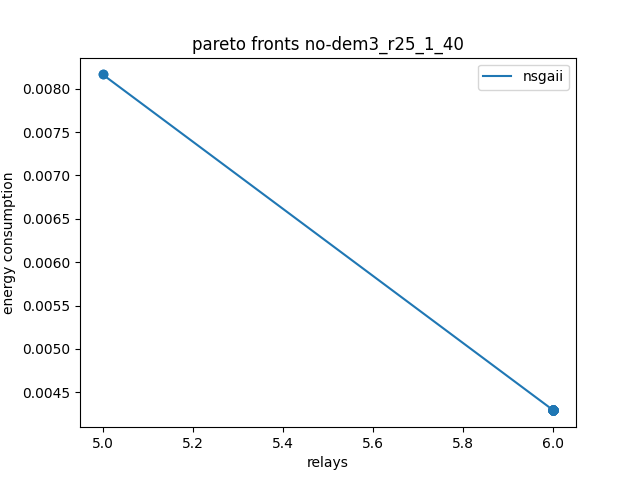 pareto fronts no-dem3_r25_1_40
nsgaii
0.0080
0.0075
0.0070
0.0065
0.0060
0.0055
0.0050
0.0045
energy consumption
5.0 5.2 5.4 5.6 5.8 6.0
relays